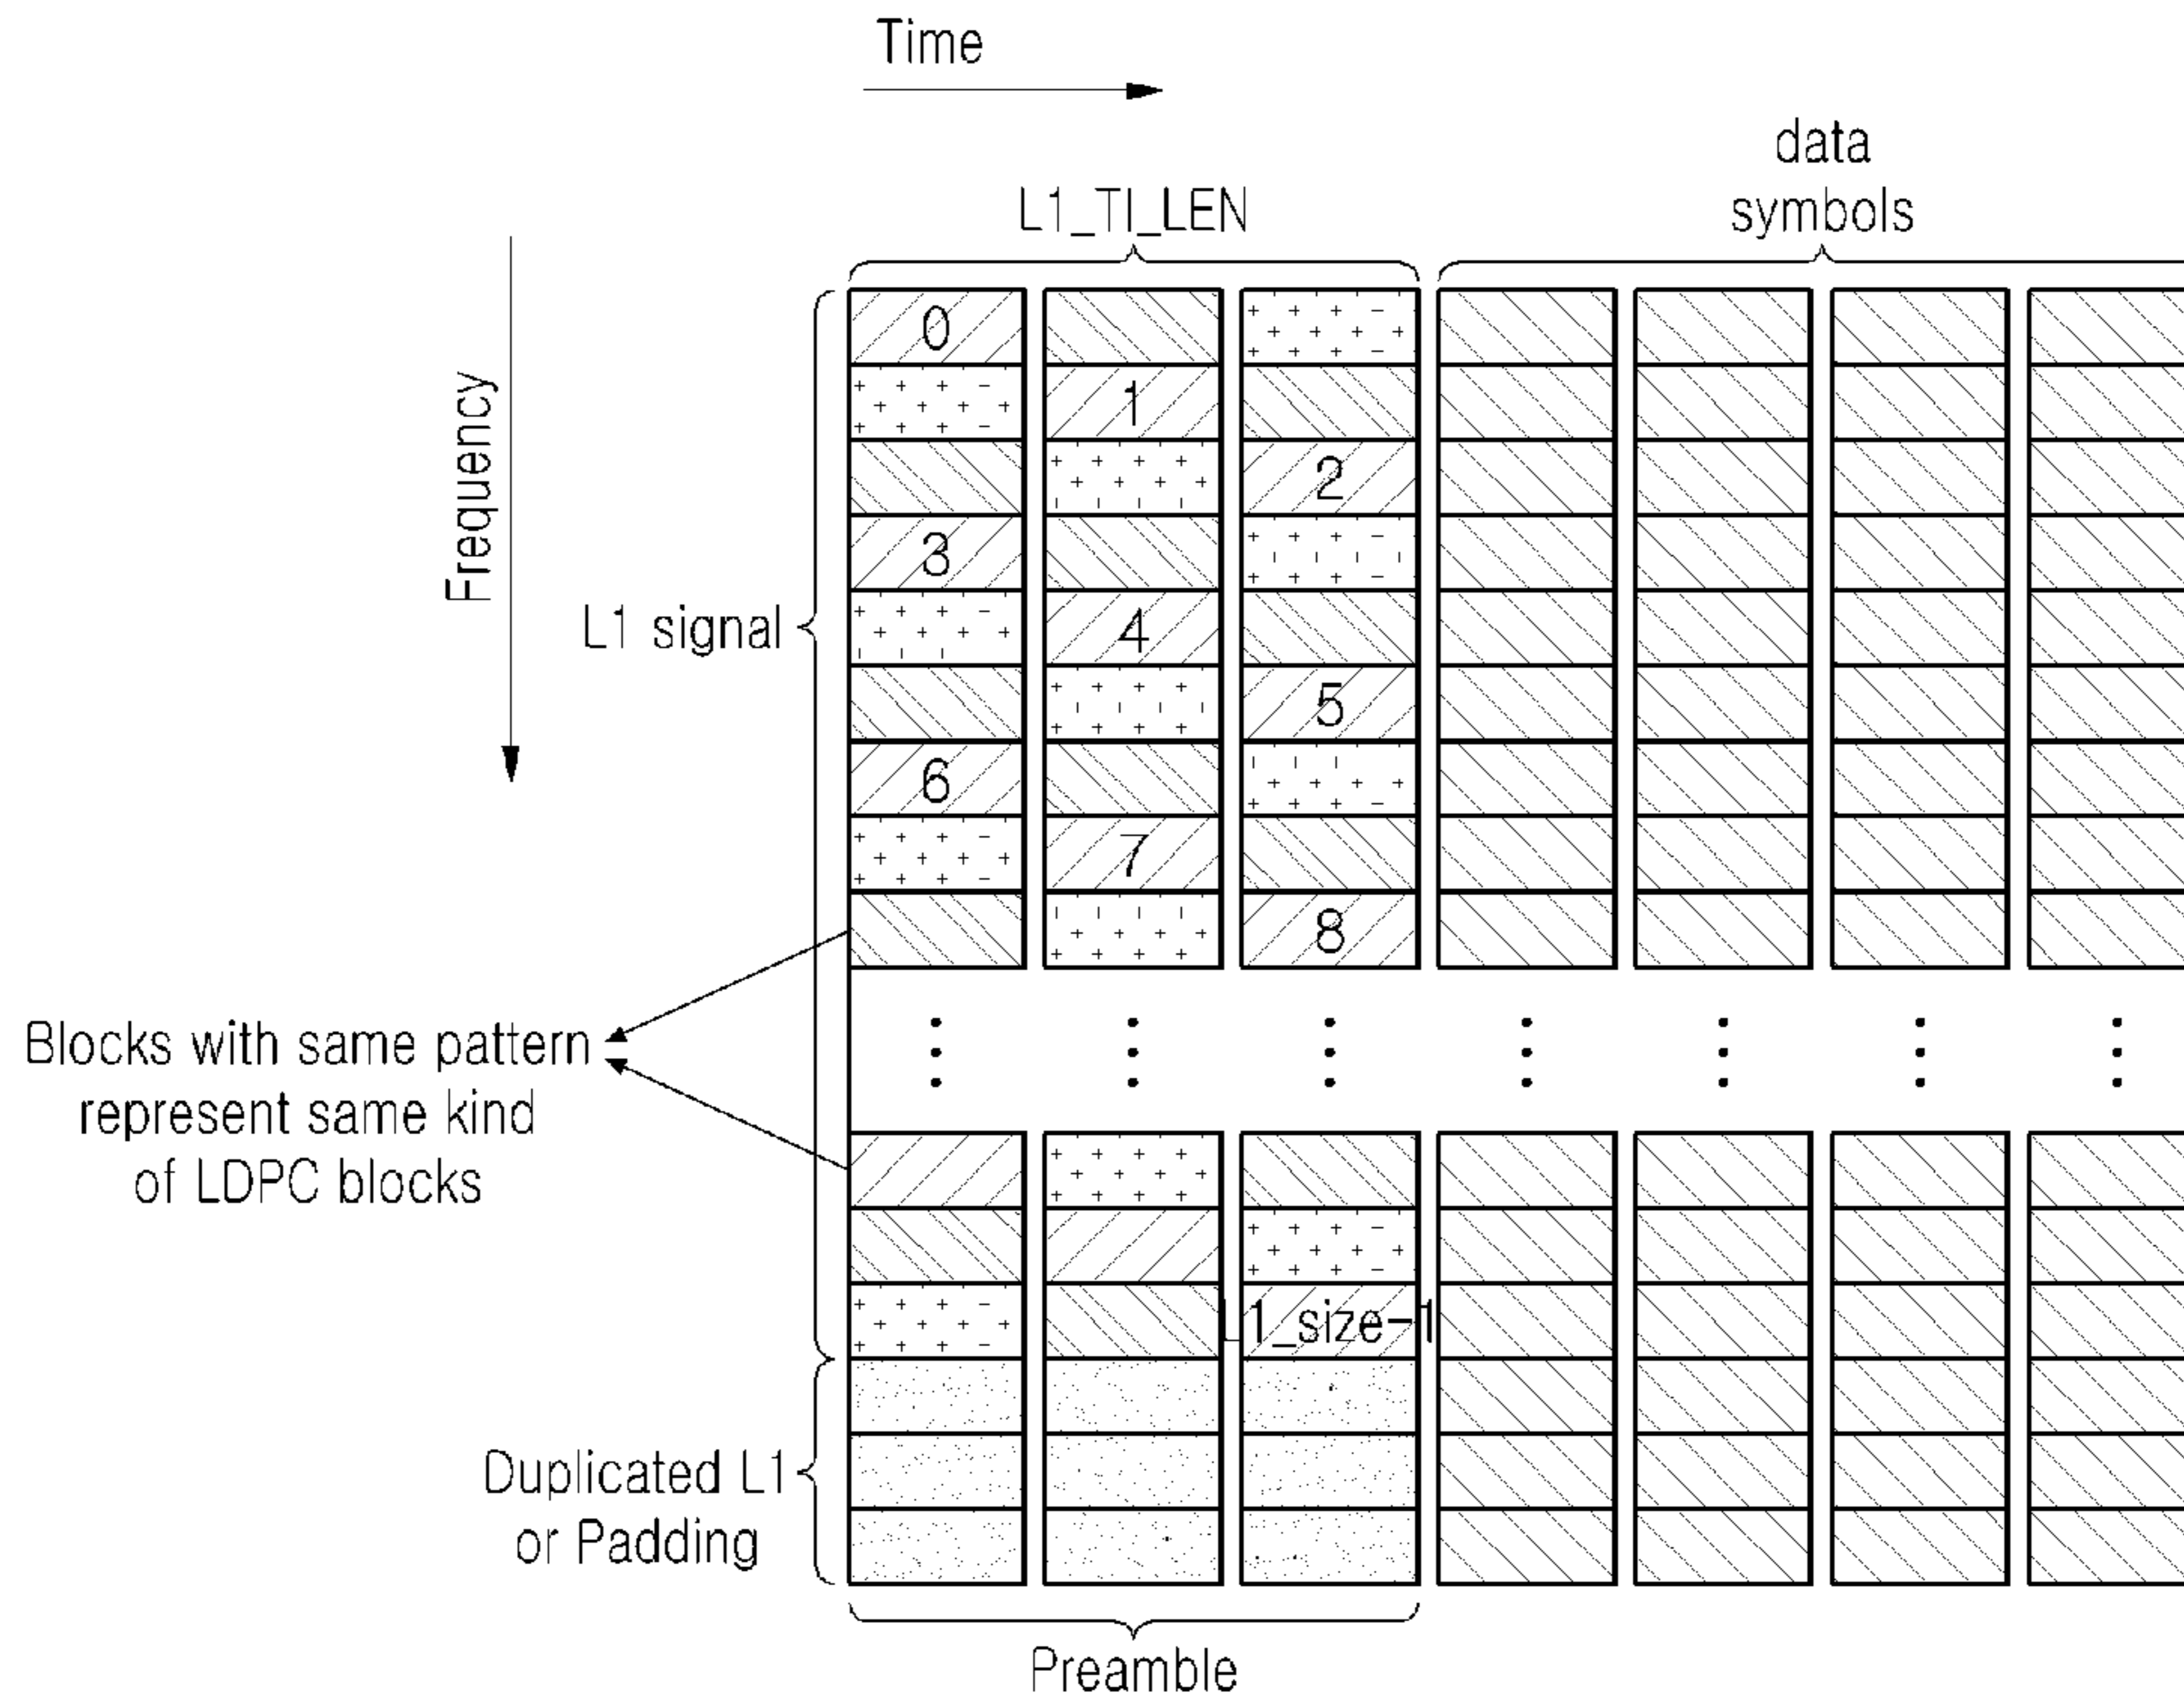 Time
data
symbols
L1_TI_LEN
Frequency
0
1
2
3
L1 signal
4
5
6
7
8
Blocks with same pattern
represent same kind
of LDPC blocks
L1_size-1
Duplicated L1
or Padding
Preamble